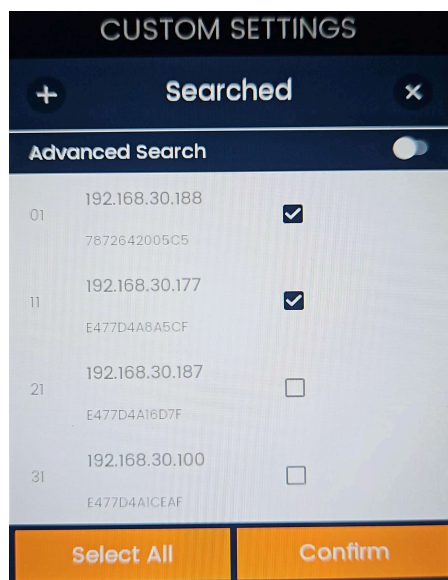 CUSTOM SETTINGS
+ Searched ×
Advanced Search
01 192.168.30.188
7872642005C5
11 192.168.30.177
E477D4A8A5CF
21 192.168.30.187
E477D4A16D7F
31 192.168.30.100
E477D4A1CEAF
Select All Confirm